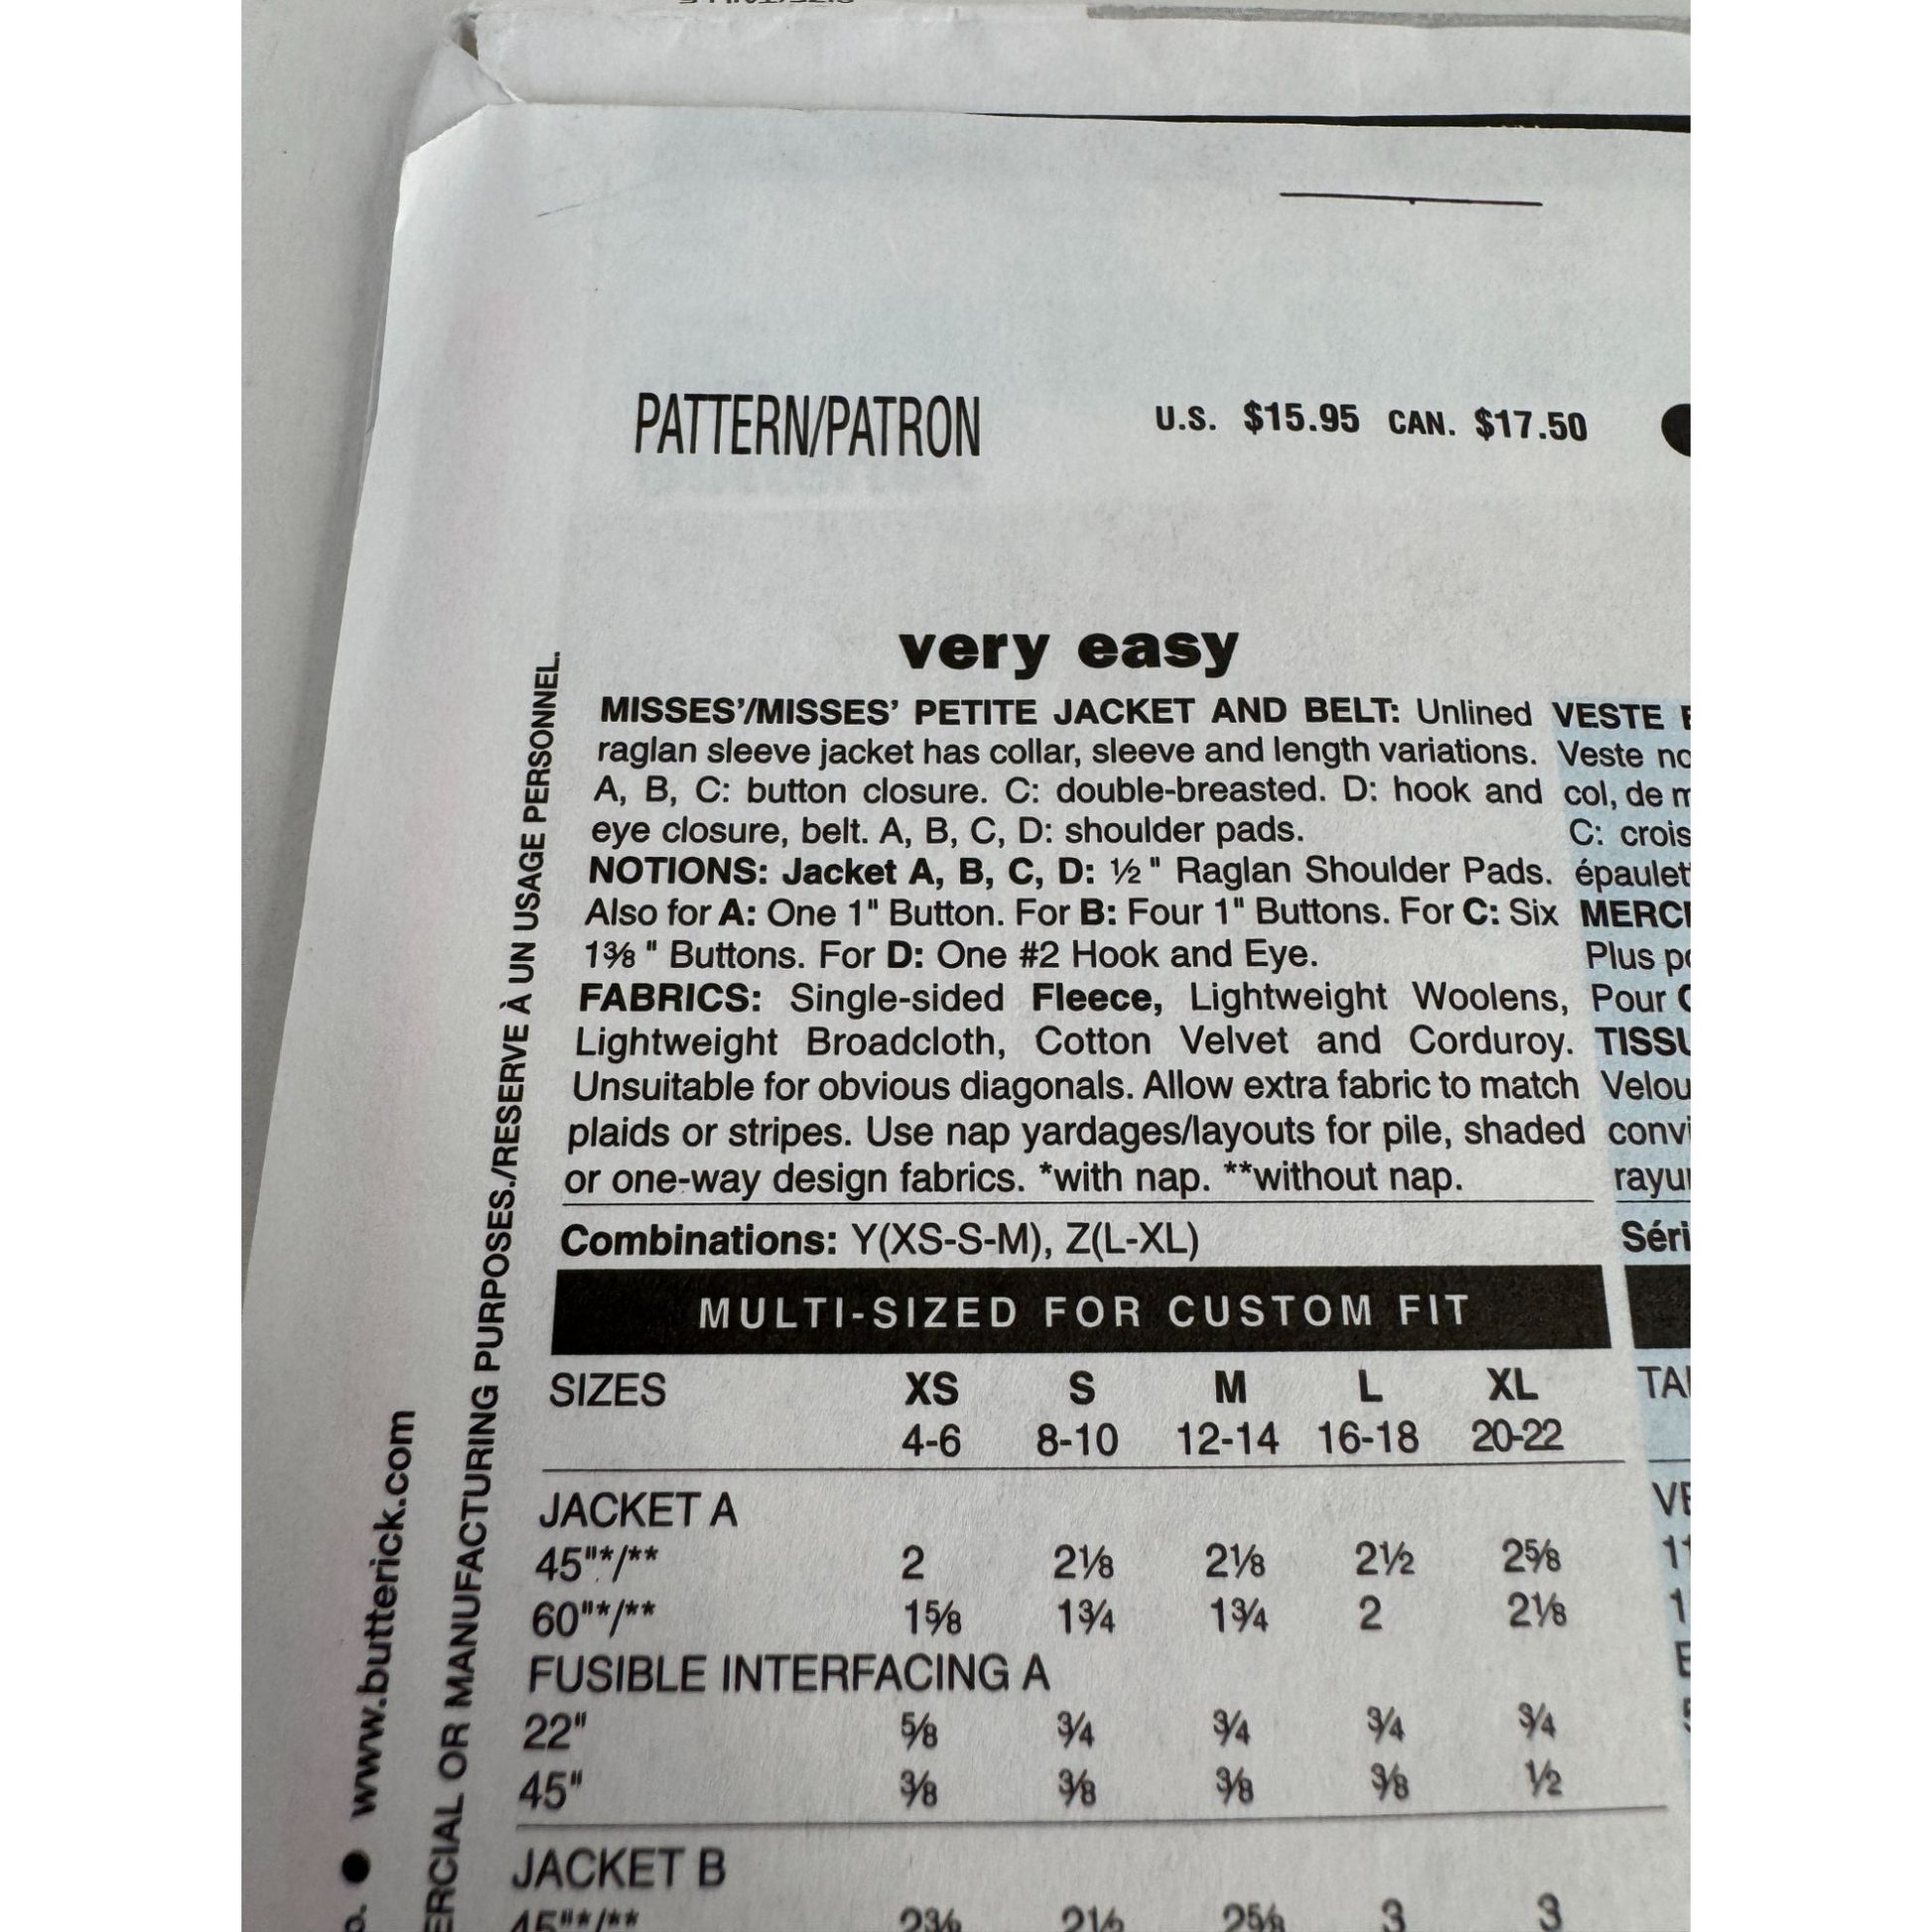 PATTERN/PATRON U.S. $15.95 CAN. $17.50
very easy
MISSES'/MISSES' PETITE JACKET AND BELT: Unlined
raglan sleeve jacket has collar, sleeve and length variations.
A, B, C: button closure. C: double-breasted. D: hook and
eye closure, belt. A, B, C, D: shoulder pads.
NOTIONS: Jacket A, B, C, D: ½" Raglan Shoulder Pads.
Also for A: One 1" Button. For B: Four 1" Buttons. For C: Six
1⅜" Buttons. For D: One #2 Hook and Eye.
FABRICS: Single-sided Fleece, Lightweight Woolens,
Lightweight Broadcloth, Cotton Velvet and Corduroy.
Unsuitable for obvious diagonals. Allow extra fabric to match
plaids or stripes. Use nap yardages/layouts for pile, shaded
or one-way design fabrics. *with nap. **without nap.
Combinations: Y(XS-S-M), Z(L-XL)
MULTI-SIZED FOR CUSTOM FIT
SIZES XS S M L XL
4-6 8-10 12-14 16-18 20-22
JACKET A
45"*/** 2 2⅛ 2⅛ 2½ 2⅝
60"*/** 1⅝ 1¾ 1¾ 2 2⅛
FUSIBLE INTERFACING A
22" ⅝ ¾ ¾ ¾ ¾
45" ⅜ ⅜ ⅜ ⅜ ½
JACKET B
45"*/** 2⅝ 3 3
VESTE
Veste
col, de
C:
Plus
Pour
ERCIAL OR MANUFACTURING PURPOSES./RESERVE À UN USAGE PERSONNEL.
● www.butterick.com